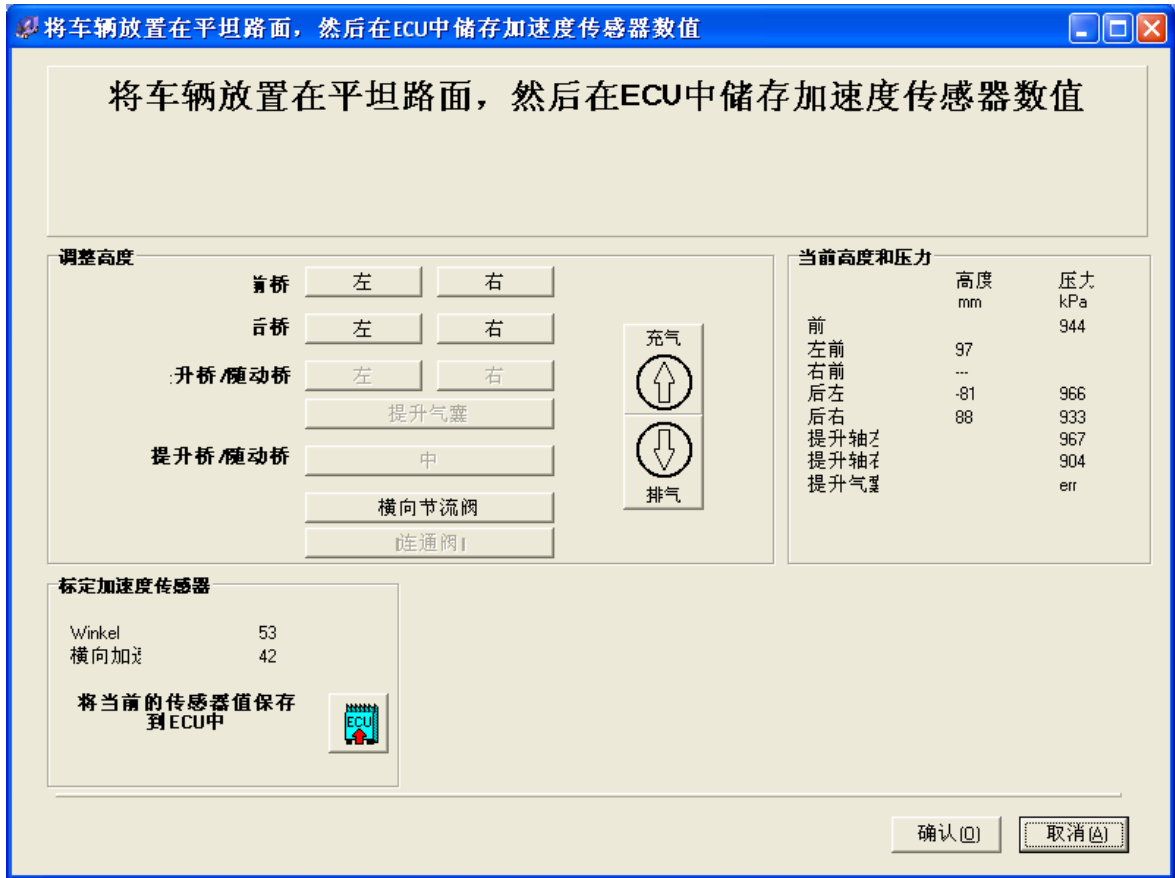 将车辆放置在平坦路面，然后在ECU中储存加速度传感器数值
将车辆放置在平坦路面，然后在ECU中储存加速度传感器数值
调整高度
前桥 左 右
后桥 左 右
升桥/随动桥 左 右
提升气囊
提升桥/随动桥 中
横向节流阀
连通阀
充气
排气
当前高度和压力
高度 压力
mm kPa
前 944
左前 97
右前 ---
后左 -81 966
后右 88 933
提升轴左 967
提升轴右 904
提升气囊 err
标定加速度传感器
Winkel 53
横向加速 42
将当前的传感器值保存
到ECU中
ECU
确认(O) 取消(A)